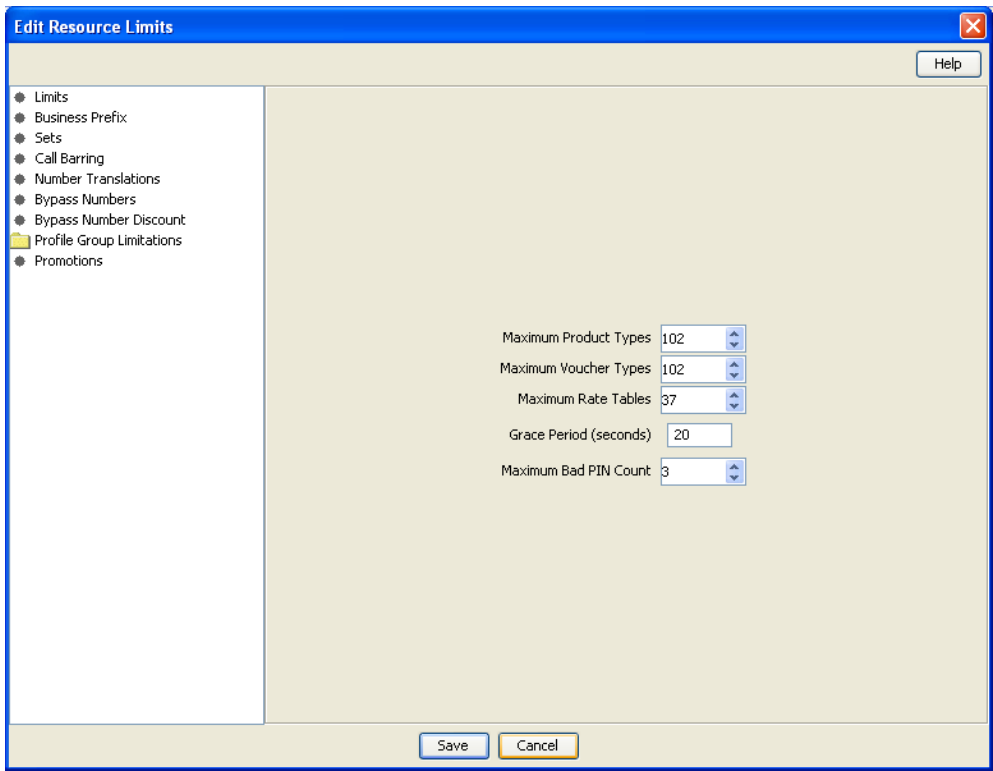 Edit Resource Limits
Help
Limits
Business Prefix
Sets
Call Barring
Number Translations
Bypass Numbers
Bypass Number Discount
Profile Group Limitations
Promotions
Maximum Product Types 102
Maximum Voucher Types 102
Maximum Rate Tables 37
Grace Period (seconds) 20
Maximum Bad PIN Count 3
Save Cancel